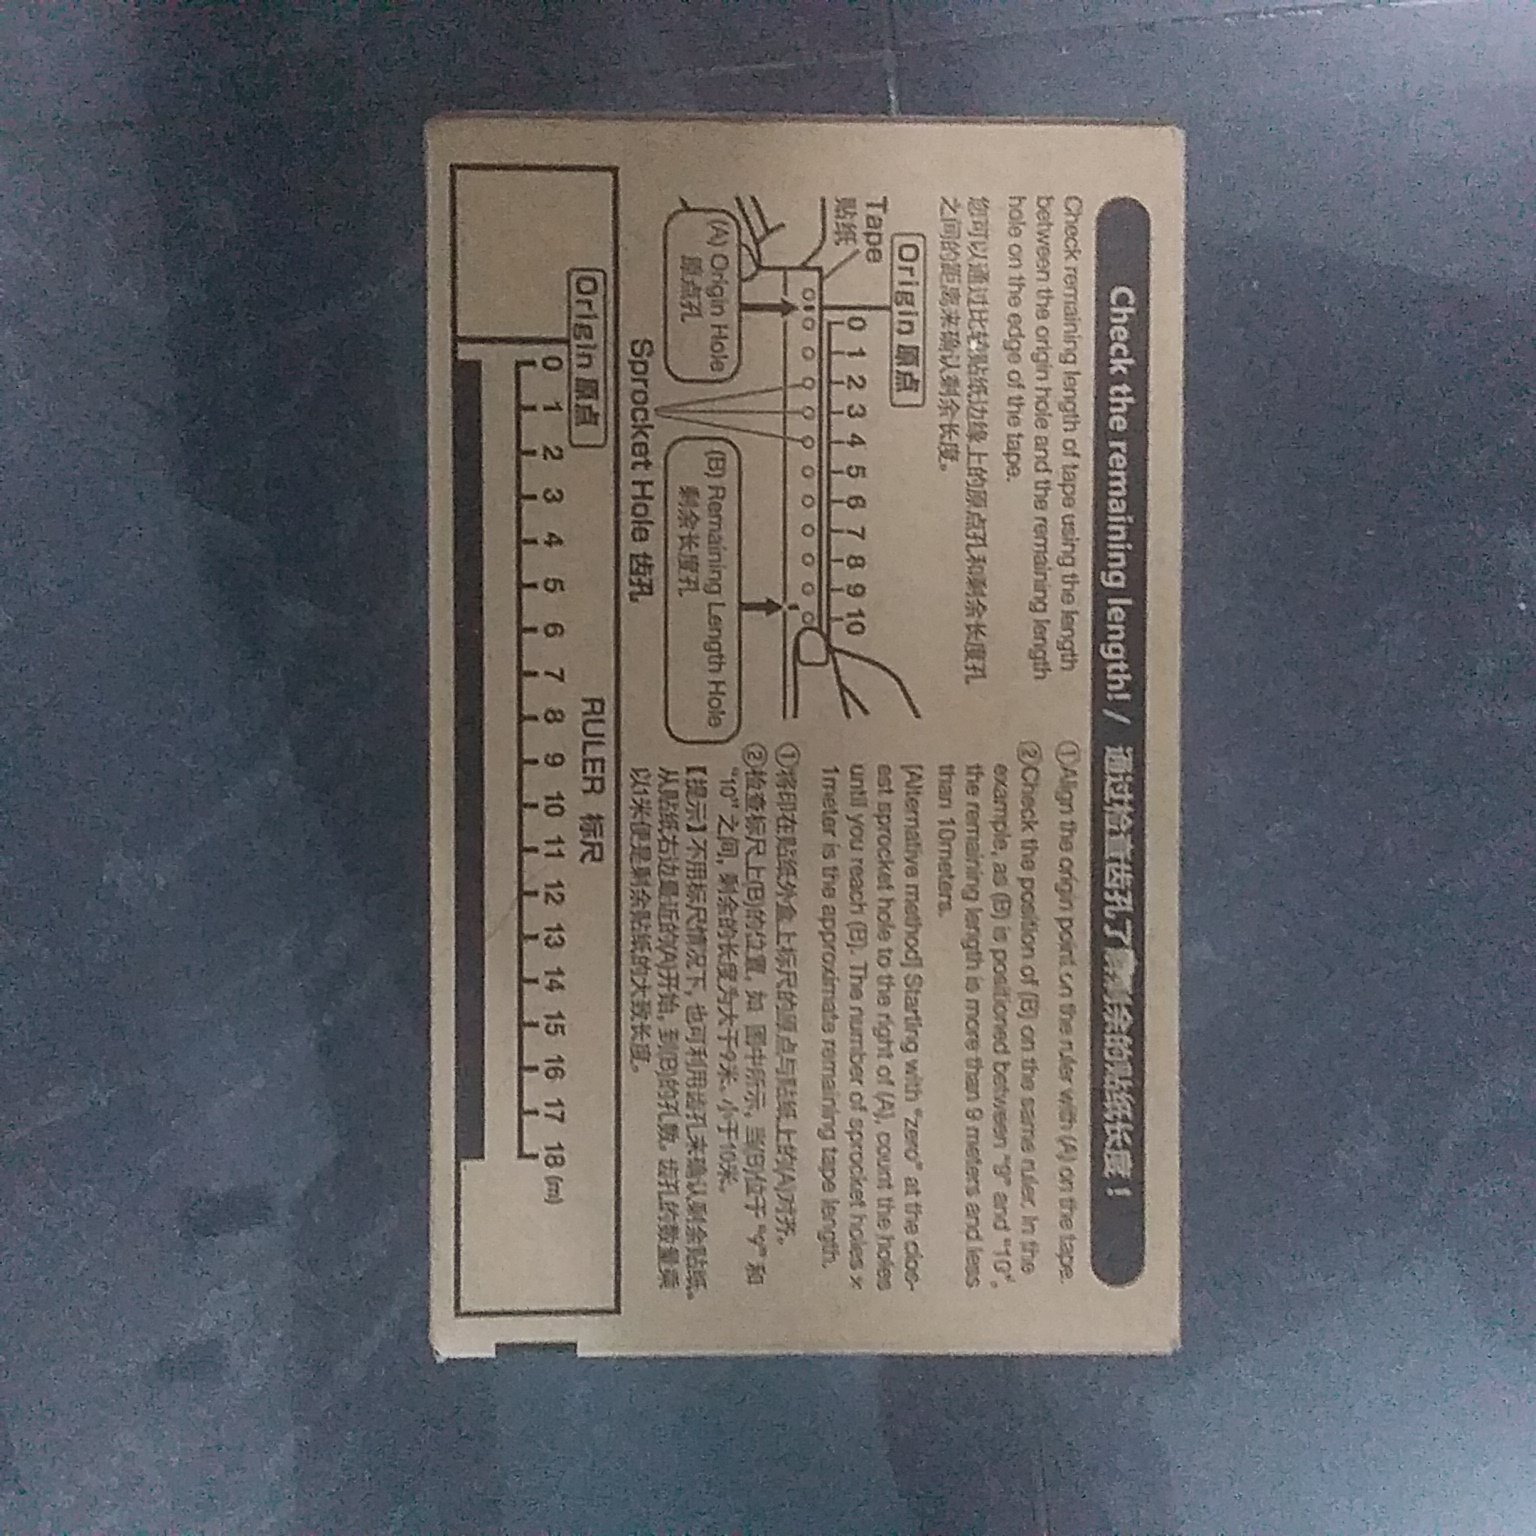 Check the remaining length! / 通过检查齿孔了解剩余的贴纸长度！
Check remaining length of tape using the length
between the origin hole and the remaining length
hole on the edge of the tape.
您可以通过比较贴纸边缘上的原点孔和剩余长度孔
之间的距离来确认剩余长度。
Origin 原点
Tape
贴纸
0 1 2 3 4 5 6 7 8 9 10
(A) Origin Hole
原点孔
(B) Remaining Length Hole
剩余长度孔
Sprocket Hole 齿孔
①Align the origin point on the ruler with (A) on the tape.
②Check the position of (B) on the same ruler. In the
example, as (B) is positioned between "9" and "10",
the remaining length is more than 9 meters and less
than 10meters.
[Alternative method] Starting with "zero" at the clos-
est sprocket hole to the right of (A), count the holes
until you reach (B). The number of sprocket holes x
1meter is the approximate remaining tape length.
①将印在贴纸外盒上标尺的原点与贴纸上的(A)对齐。
②检查标尺上(B)的位置，如 图中所示，当(B)位于 "9" 和
"10" 之间，剩余的长度为大于9米、小于10米。
【提示】不用标尺情况下，也可利用齿孔来确认剩余贴纸。
从贴纸右边最近的(A)开始，到(B)的孔数。齿孔的数量乘
以1米便是剩余贴纸的大致长度。
RULER 标尺
Origin 原点
0 1 2 3 4 5 6 7 8 9 10 11 12 13 14 15 16 17 18 (m)